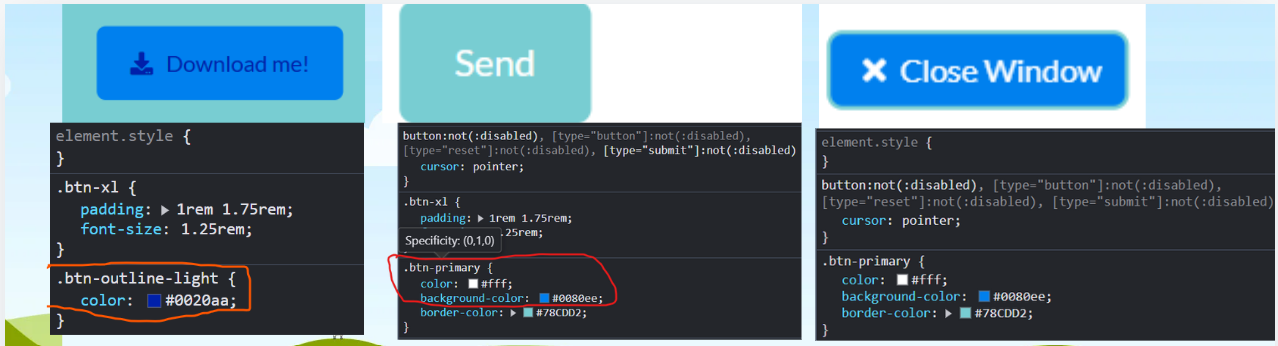 Download me!
element.style {
}
.btn-xl {
padding: ▶ 1rem 1.75rem;
font-size: 1.25rem;
}
.btn-outline-light {
color: #0020aa;
}
Send
button:not(:disabled), [type="button"]:not(:disabled),
[type="reset"]:not(:disabled), [type="submit"]:not(:disabled)
cursor: pointer;
}
.btn-xl {
padding: ▶ 1rem 1.75rem;
.25rem;
Specificity: (0,1,0)
.btn-primary {
color: #fff;
background-color: #0080ee;
border-color: ▶ #78CDD2;
}
Close Window
element.style {
}
button:not(:disabled), [type="button"]:not(:disabled),
[type="reset"]:not(:disabled), [type="submit"]:not(:disabled)
cursor: pointer;
}
.btn-primary {
color: #fff;
background-color: #0080ee;
border-color: ▶ #78CDD2;
}